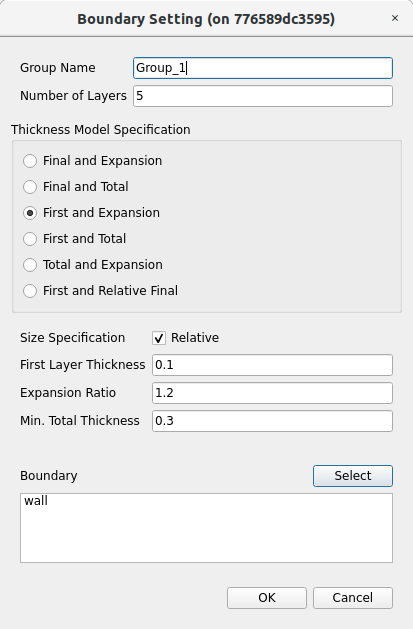 Boundary Setting (on 776589dc3595)
×
Group Name Group_1
Number of Layers 5
Thickness Model Specification
Final and Expansion
Final and Total
First and Expansion
First and Total
Total and Expansion
First and Relative Final
Size Specification Relative
First Layer Thickness 0.1
Expansion Ratio 1.2
Min. Total Thickness 0.3
Boundary Select
wall
OK Cancel